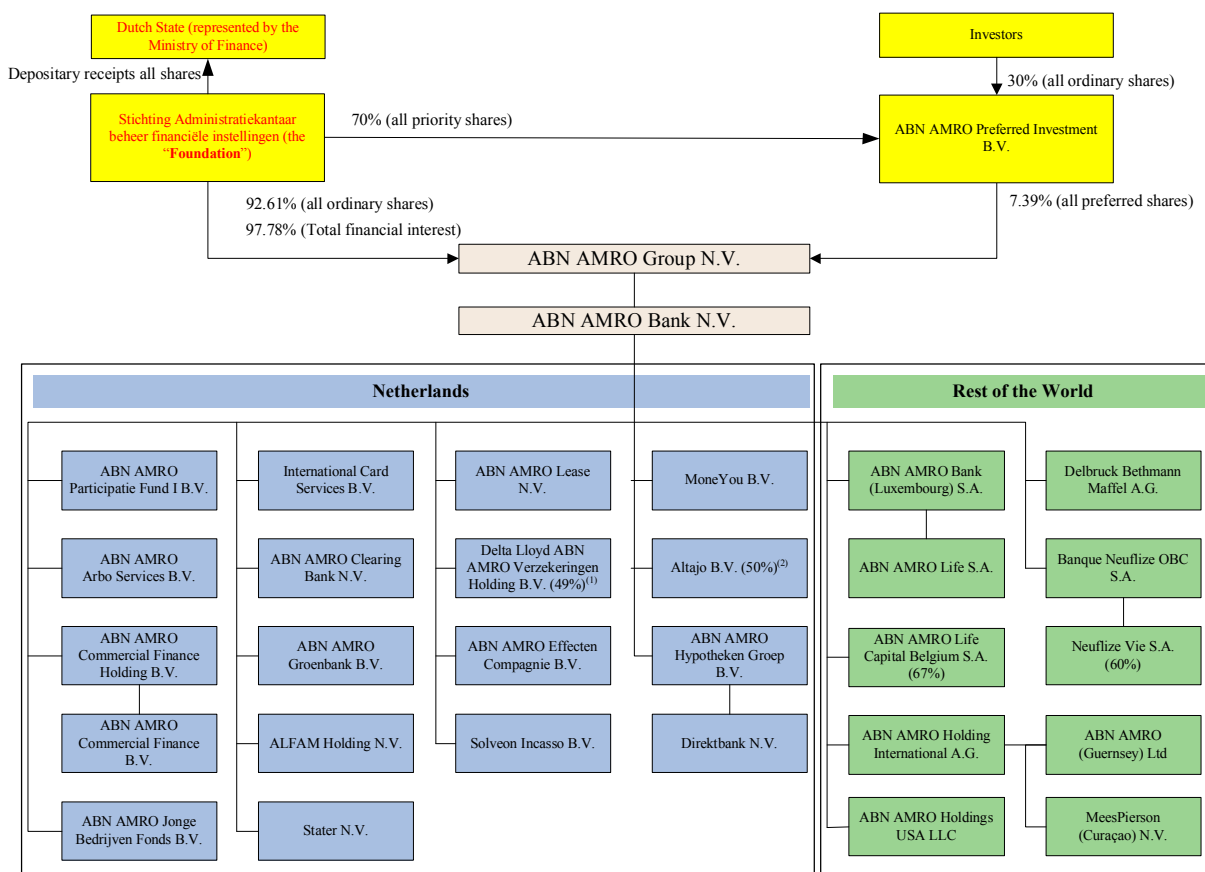 Dutch State (represented by the
Ministry of Finance)
Investors
Depositary receipts all shares
30% (all ordinary shares)
Stichting Administratiekantaar
beheer financiële instellingen (the
“Foundation”)
70% (all priority shares)
ABN AMRO Preferred Investment
B.V.
92.61% (all ordinary shares)
97.78% (Total financial interest)
7.39% (all preferred shares)
ABN AMRO Group N.V.
ABN AMRO Bank N.V.
Netherlands
Rest of the World
ABN AMRO
Participatie Fund I B.V.
International Card
Services B.V.
ABN AMRO Lease
N.V.
MoneYou B.V.
ABN AMRO Bank
(Luxembourg) S.A.
Delbruck Bethmann
Maffel A.G.
ABN AMRO
Arbo Services B.V.
ABN AMRO Clearing
Bank N.V.
Delta Lloyd ABN
AMRO Verzekeringen
Holding B.V. (49%)(1)
Altajo B.V. (50%)(2)
ABN AMRO Life S.A.
Banque Neuflize OBC
S.A.
ABN AMRO
Commercial Finance
Holding B.V.
ABN AMRO
Groenbank B.V.
ABN AMRO Effecten
Compagnie B.V.
ABN AMRO
Hypotheken Groep
B.V.
ABN AMRO Life
Capital Belgium S.A.
(67%)
Neuflize Vie S.A.
(60%)
ABN AMRO
Commercial Finance
B.V.
ALFAM Holding N.V.
Solveon Incasso B.V.
Direktbank N.V.
ABN AMRO Holding
International A.G.
ABN AMRO
(Guernsey) Ltd
ABN AMRO Jonge
Bedrijven Fonds B.V.
Stater N.V.
ABN AMRO Holdings
USA LLC
MeesPierson
(Curaçao) N.V.